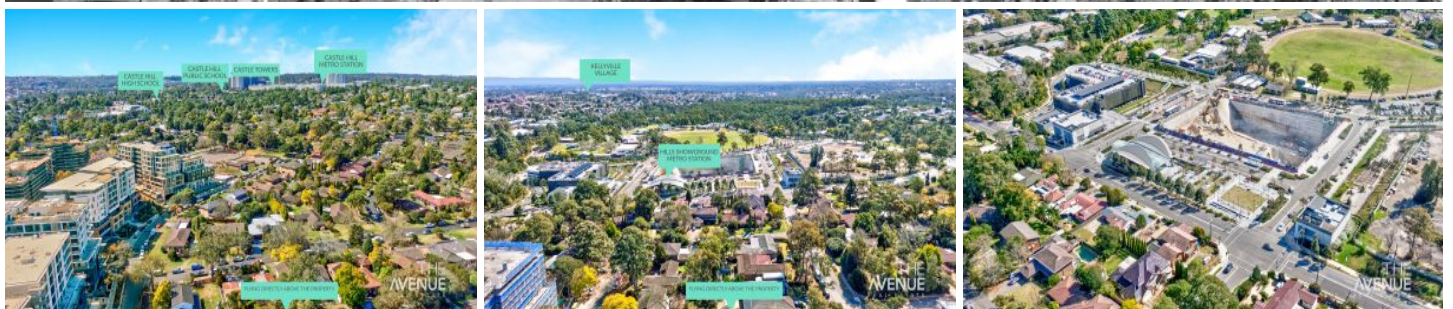 CASTLE HILL
HIGH SCHOOL
CASTLE HILL
PUBLIC SCHOOL
CASTLE TOWERS
CASTLE HILL
METRO STATION
FLYING DIRECTLY ABOVE THE PROPERTY
THE
AVENUE
KELLYVILLE
VILLAGE
HILLS SHOWGROUND
METRO STATION
FLYING DIRECTLY ABOVE THE PROPERTY
THE
AVENUE
THE
AVENUE